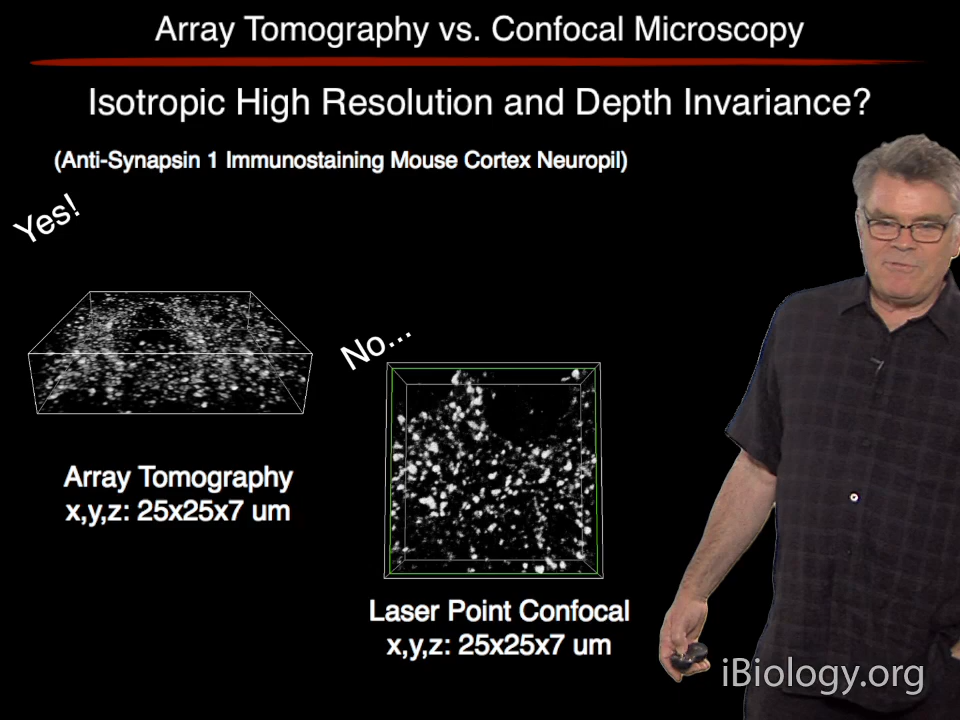 Array Tomography vs. Confocal Microscopy
Isotropic High Resolution and Depth Invariance?
(Anti-Synapsin 1 Immunostaining Mouse Cortex Neuropil)
Yes!
No...
Array Tomography
x,y,z: 25x25x7 um
Laser Point Confocal
x,y,z: 25x25x7 um
iBiology.org